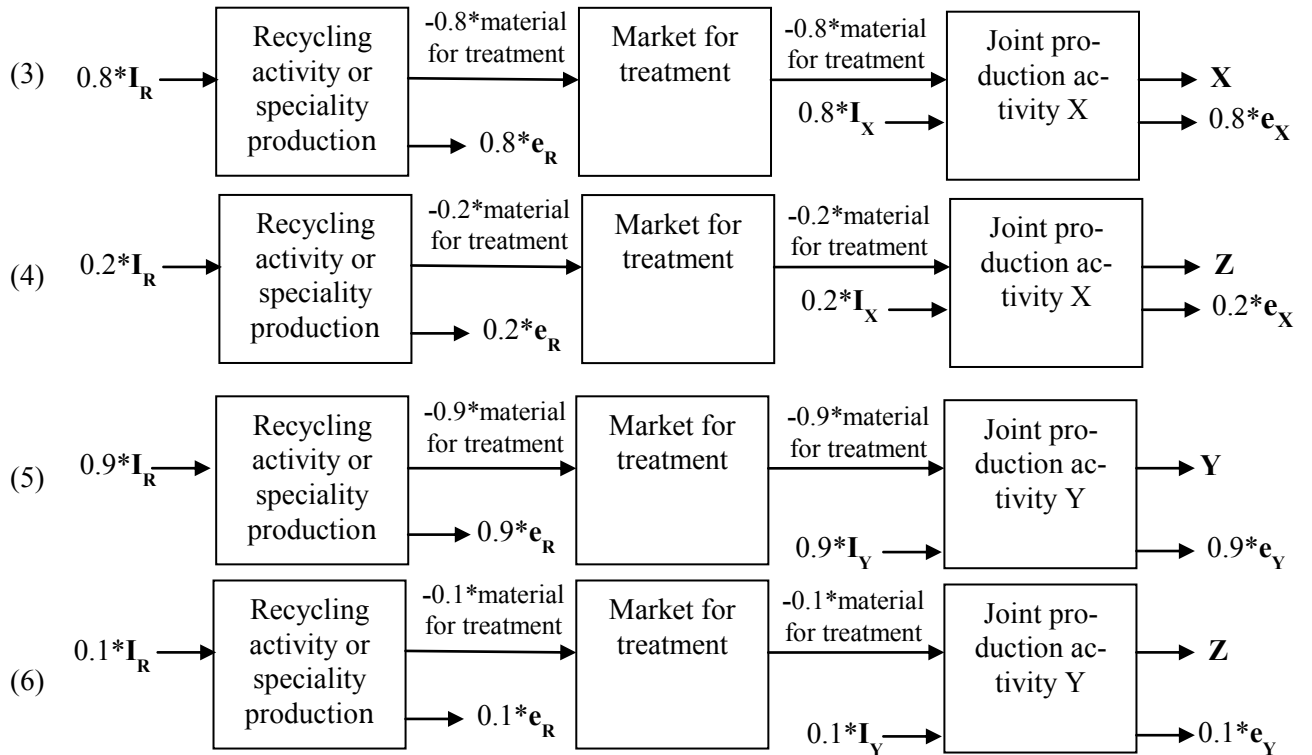 (3)
0.8*I_R
Recycling
activity or
speciality
production
-0.8*material
for treatment
0.8*e_R
Market for
treatment
-0.8*material
for treatment
0.8*I_X
Joint pro-
duction ac-
tivity X
X
0.8*e_X
(4)
0.2*I_R
Recycling
activity or
speciality
production
-0.2*material
for treatment
0.2*e_R
Market for
treatment
-0.2*material
for treatment
0.2*I_X
Joint pro-
duction ac-
tivity X
Z
0.2*e_X
(5)
0.9*I_R
Recycling
activity or
speciality
production
-0.9*material
for treatment
0.9*e_R
Market for
treatment
-0.9*material
for treatment
0.9*I_Y
Joint pro-
duction ac-
tivity Y
Y
0.9*e_Y
(6)
0.1*I_R
Recycling
activity or
speciality
production
-0.1*material
for treatment
0.1*e_R
Market for
treatment
-0.1*material
for treatment
0.1*I_Y
Joint pro-
duction ac-
tivity Y
Z
0.1*e_Y